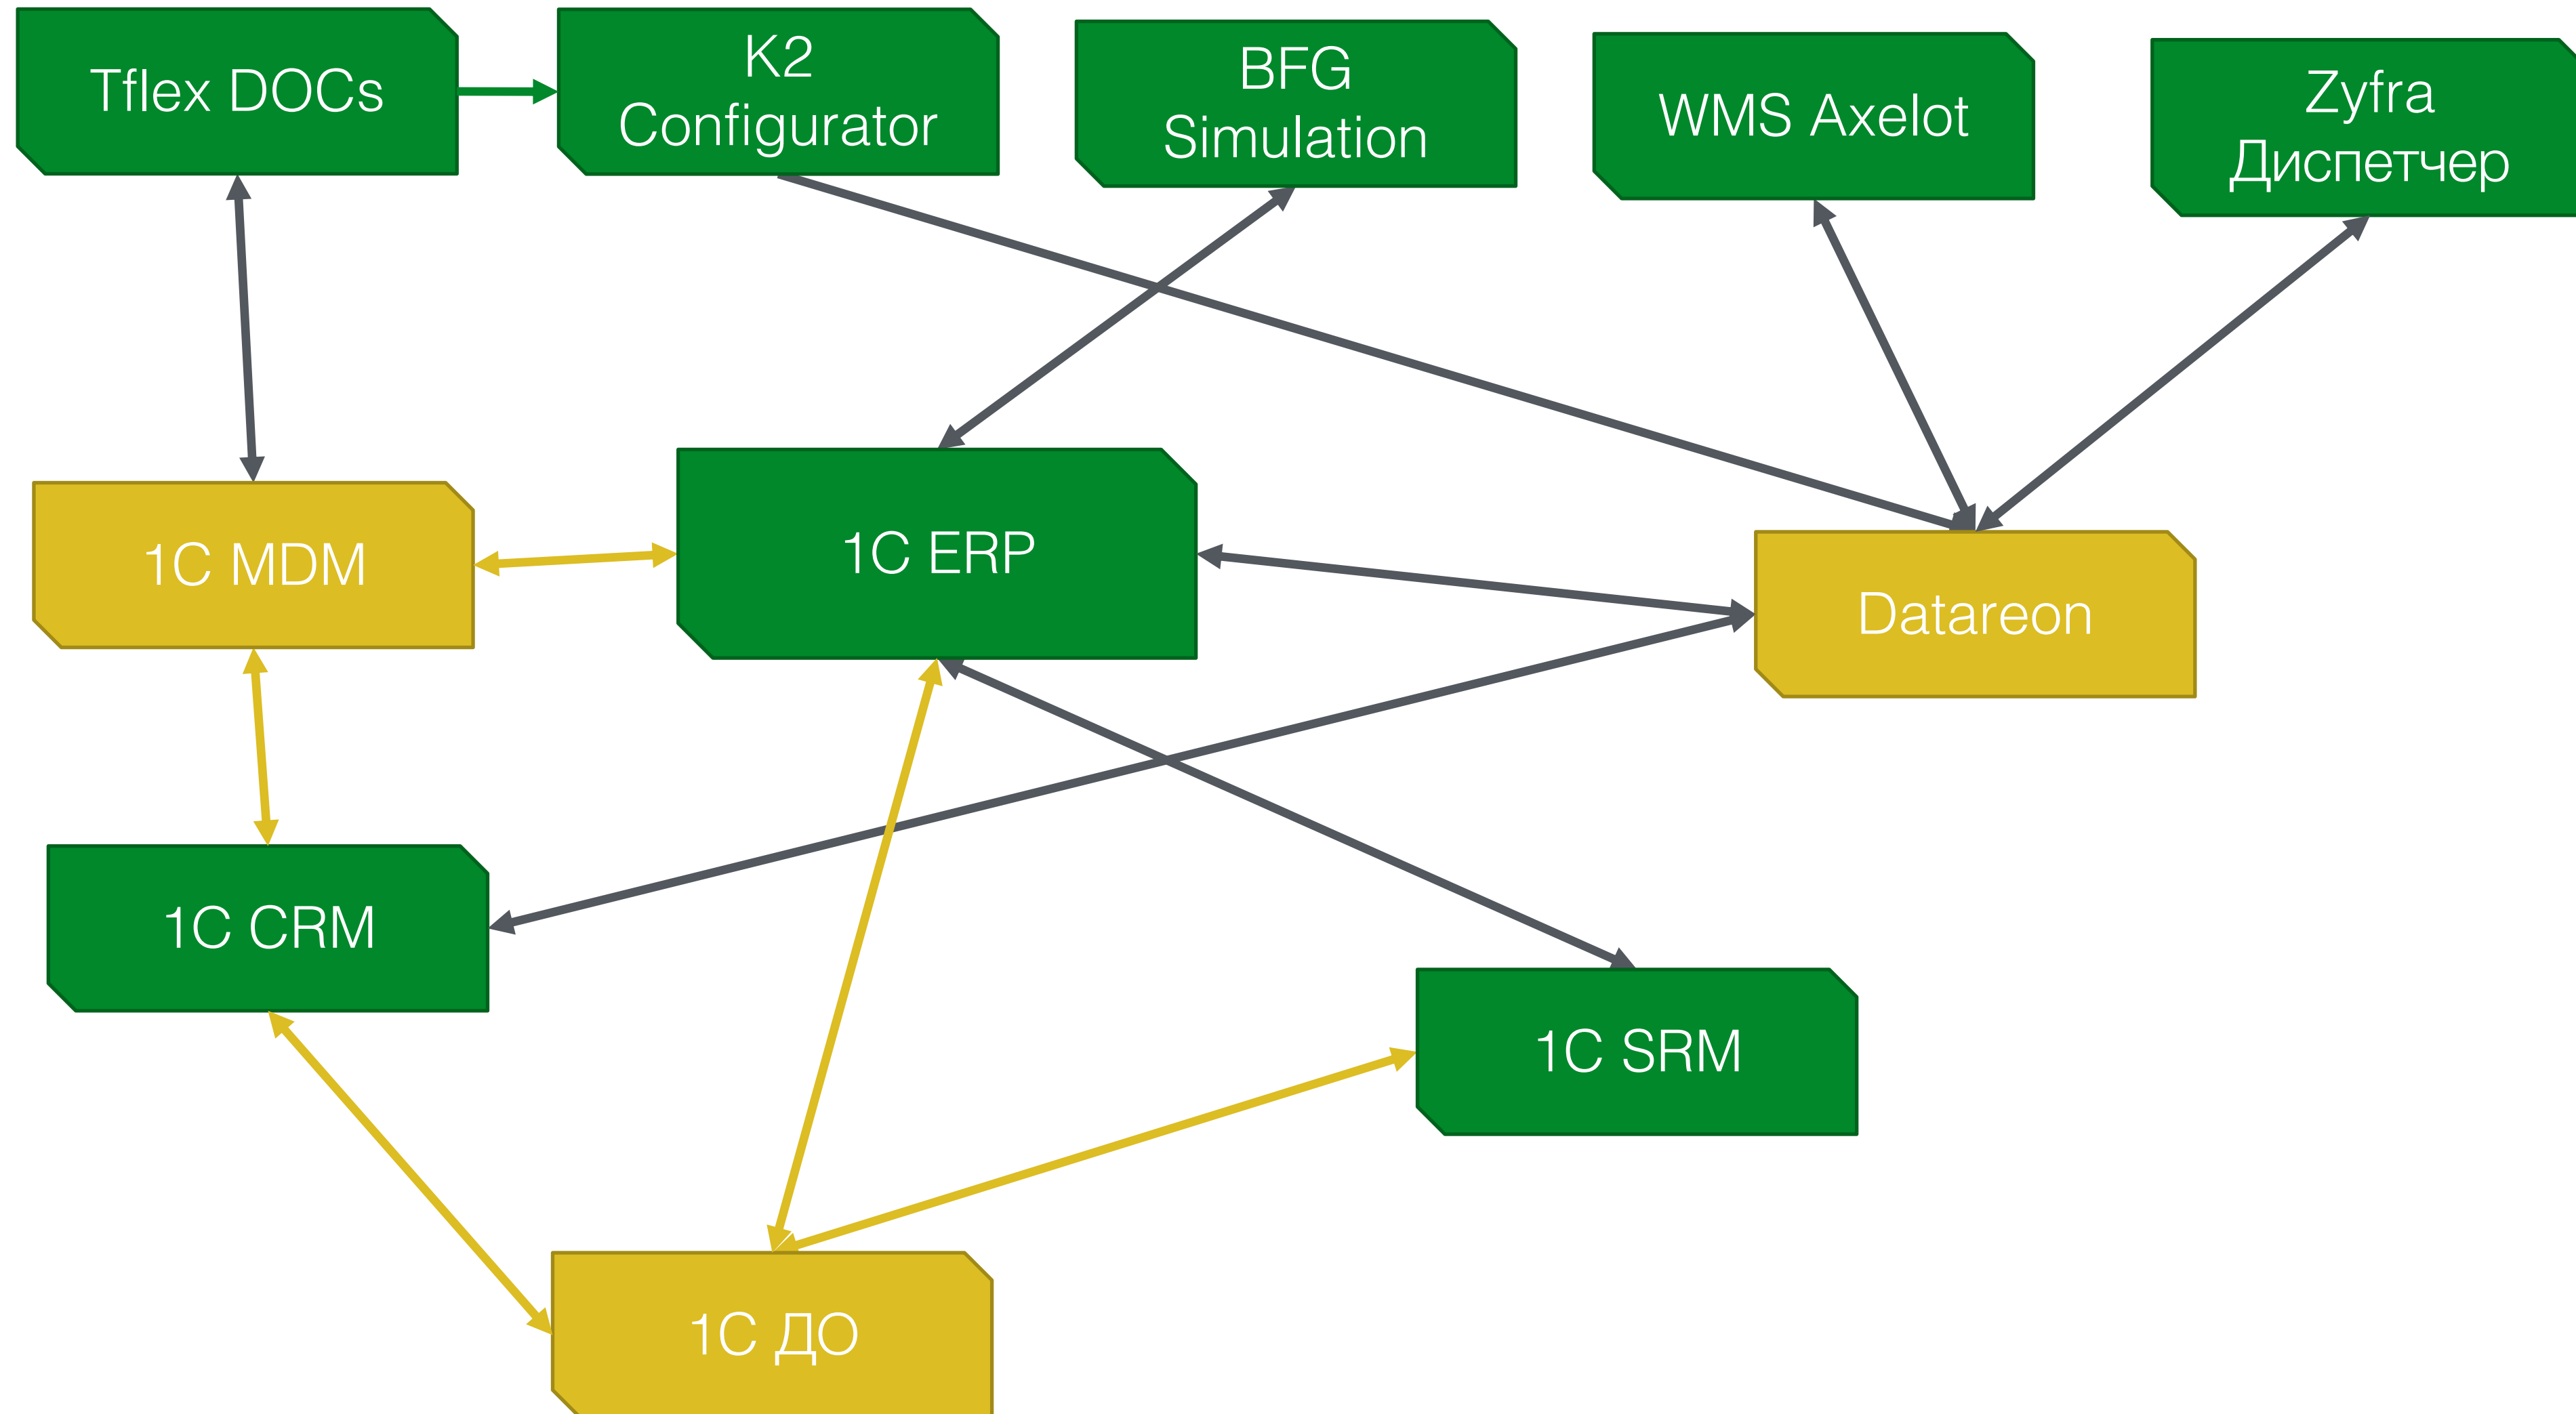 Tflex DOCs
K2
Configurator
BFG
Simulation
WMS Axelot
Zyfra
Диспетчер
1C MDM
1C ERP
Datareon
1C CRM
1C SRM
1С ДО